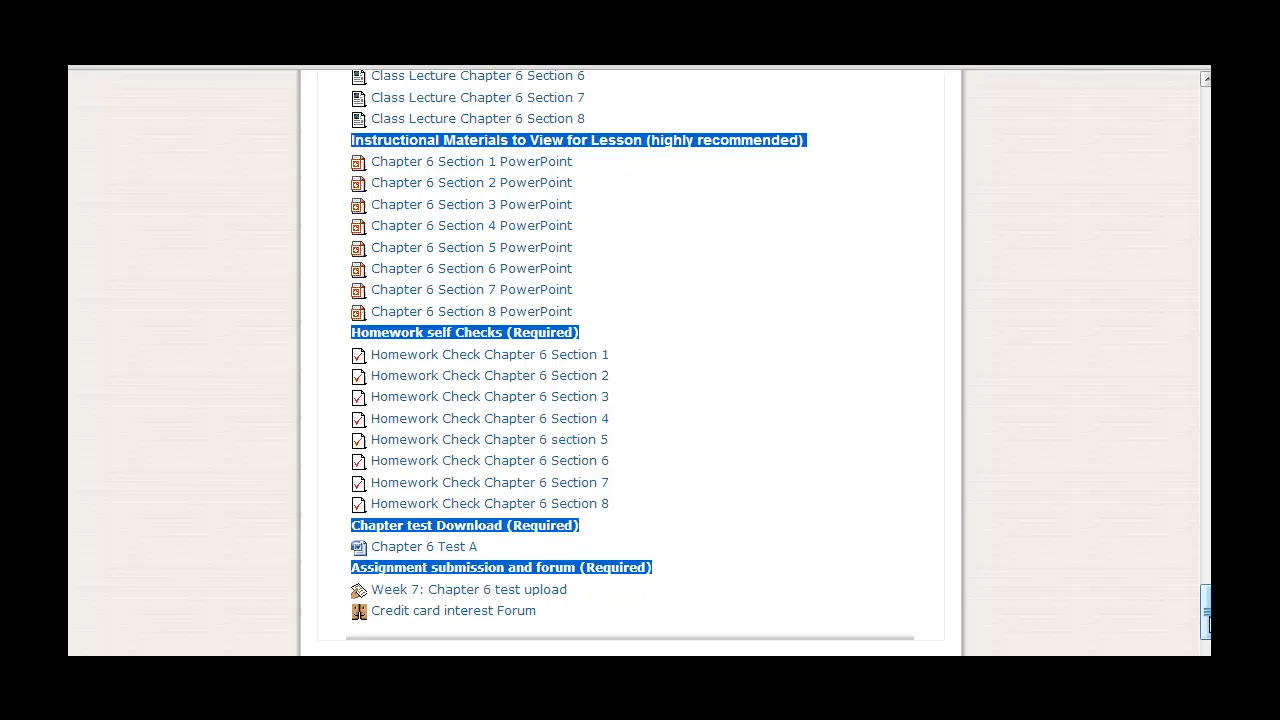 Class Lecture Chapter 6 Section 6
Class Lecture Chapter 6 Section 7
Class Lecture Chapter 6 Section 8
Instructional Materials to View for Lesson (highly recommended)
Chapter 6 Section 1 PowerPoint
Chapter 6 Section 2 PowerPoint
Chapter 6 Section 3 PowerPoint
Chapter 6 Section 4 PowerPoint
Chapter 6 Section 5 PowerPoint
Chapter 6 Section 6 PowerPoint
Chapter 6 Section 7 PowerPoint
Chapter 6 Section 8 PowerPoint
Homework self Checks (Required)
Homework Check Chapter 6 Section 1
Homework Check Chapter 6 Section 2
Homework Check Chapter 6 Section 3
Homework Check Chapter 6 Section 4
Homework Check Chapter 6 section 5
Homework Check Chapter 6 Section 6
Homework Check Chapter 6 Section 7
Homework Check Chapter 6 Section 8
Chapter test Download (Required)
Chapter 6 Test A
Assignment submission and forum (Required)
Week 7: Chapter 6 test upload
Credit card interest Forum